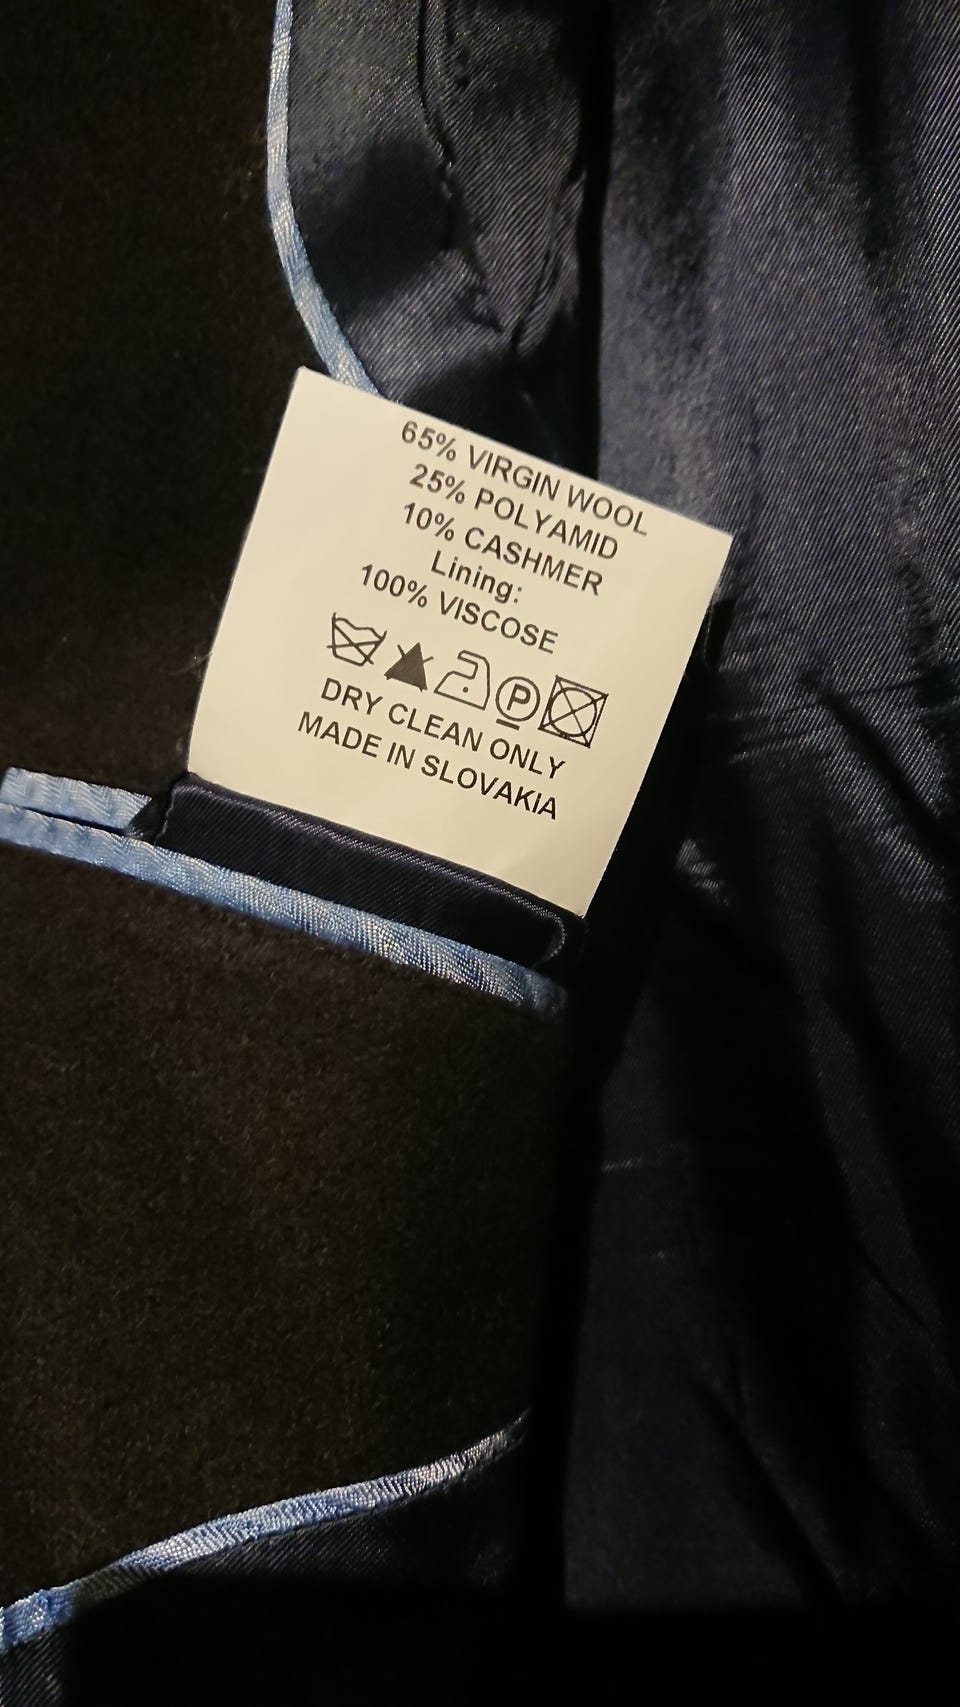 65% VIRGIN WOOL
25% POLYAMID
10% CASHMER
Lining:
100% VISCOSE
P
DRY CLEAN ONLY
MADE IN SLOVAKIA